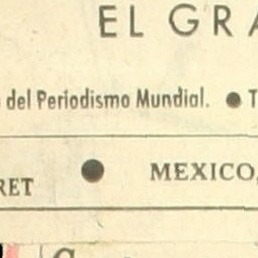 EL GRA
del Periodismo Mundial. ● T
RET ● MEXICO,